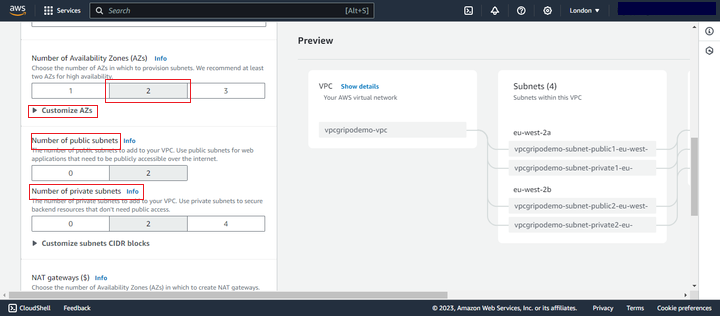 aws
Services
Search
[Alt+S]
London
Number of Availability Zones (AZs) Info
Choose the number of AZs in which to provision subnets. We recommend at least
two AZs for high availability.
1 2 3
Customize AZs
Number of public subnets Info
The number of public subnets to add to your VPC. Use public subnets for web
applications that need to be publicly accessible over the internet.
0 2
Number of private subnets Info
The number of private subnets to add to your VPC. Use private subnets to secure
backend resources that don't need public access.
0 2 4
Customize subnets CIDR blocks
NAT gateways ($) Info
Choose the number of Availability Zones (AZs) in which to create NAT gateways.
Preview
VPC Show details
Your AWS virtual network
vpcgripodemo-vpc
Subnets (4)
Subnets within this VPC
eu-west-2a
vpcgripodemo-subnet-public1-eu-west-
vpcgripodemo-subnet-private1-eu-
eu-west-2b
vpcgripodemo-subnet-public2-eu-west-
vpcgripodemo-subnet-private2-eu-
CloudShell Feedback © 2023, Amazon Web Services, Inc. or its affiliates. Privacy Terms Cookie preferences